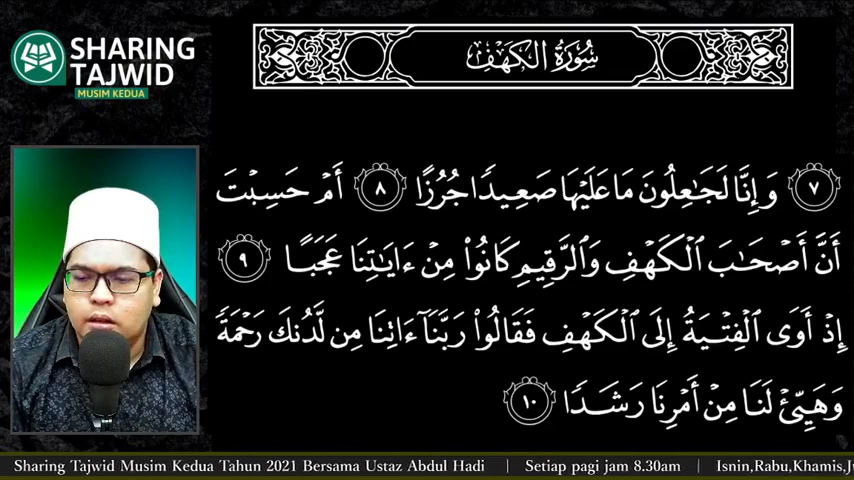 SHARING
TAJWID
MUSIM KEDUA
سُورَةُ الكَهْفِ
٧ وَإِنَّا لَجَـٰعِلُونَ مَا عَلَيْهَا صَعِيدًا جُرُزًا ٨ أَمْ حَسِبْتَ
أَنَّ أَصْحَـٰبَ ٱلْكَهْفِ وَٱلرَّقِيمِ كَانُوا۟ مِنْ ءَايَـٰتِنَا عَجَبًا ٩
إِذْ أَوَى ٱلْفِتْيَةُ إِلَى ٱلْكَهْفِ فَقَالُوا۟ رَبَّنَآ ءَاتِنَا مِن لَّدُنكَ رَحْمَةً
وَهَيِّئْ لَنَا مِنْ أَمْرِنَا رَشَدًا ١٠
Sharing Tajwid Musim Kedua Tahun 2021 Bersama Ustaz Abdul Hadi | Setiap pagi jam 8.30am | Isnin,Rabu,Khamis,